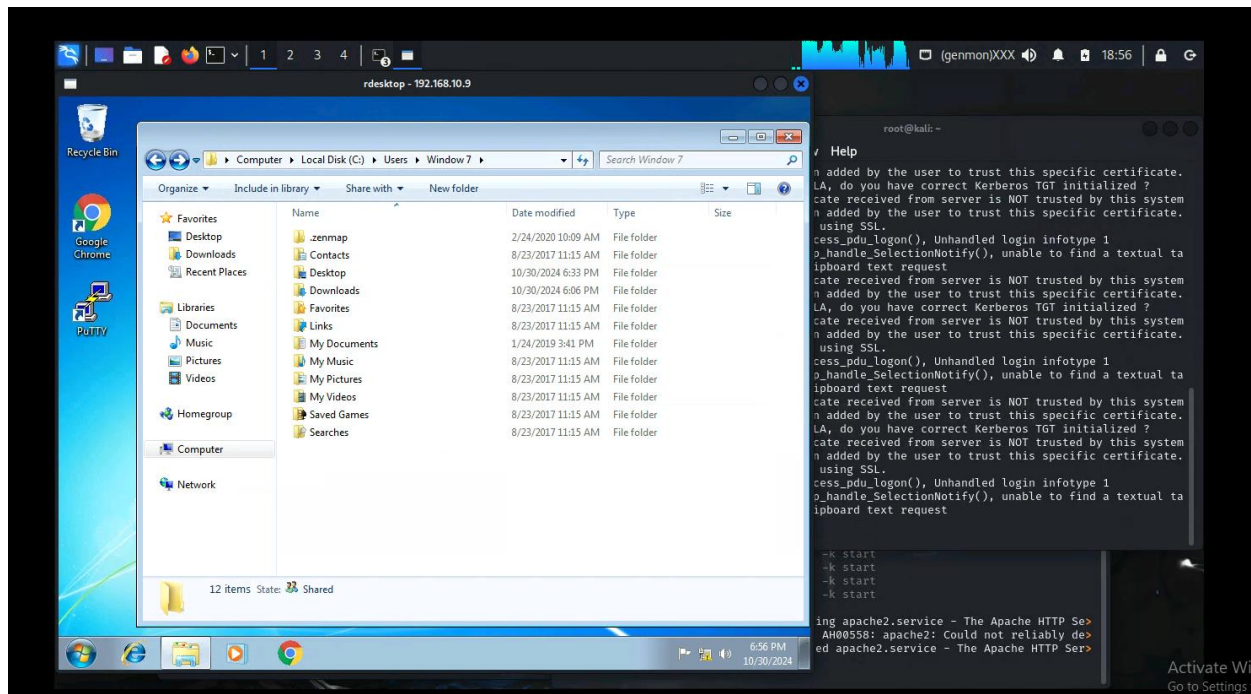 1 2 3 4 3 (genmon)XXX 18:56
rdesktop - 192.168.10.9
root@kali: ~
Help
Recycle Bin
Google
Chrome
PuTTY
Computer Local Disk (C:) Users Window 7
Search Window 7
Organize Include in library Share with New folder
Favorites
Desktop
Downloads
Recent Places
Libraries
Documents
Music
Pictures
Videos
Homegroup
Computer
Network
Name Date modified Type Size
.zenmap 2/24/2020 10:09 AM File folder
Contacts 8/23/2017 11:15 AM File folder
Desktop 10/30/2024 6:33 PM File folder
Downloads 10/30/2024 6:06 PM File folder
Favorites 8/23/2017 11:15 AM File folder
Links 8/23/2017 11:15 AM File folder
My Documents 1/24/2019 3:41 PM File folder
My Music 8/23/2017 11:15 AM File folder
My Pictures 8/23/2017 11:15 AM File folder
My Videos 8/23/2017 11:15 AM File folder
Saved Games 8/23/2017 11:15 AM File folder
Searches 8/23/2017 11:15 AM File folder
12 items State: Shared
6:56 PM
10/30/2024
n added by the user to trust this specific certificate.
LA, do you have correct Kerberos TGT initialized ?
cate received from server is NOT trusted by this system
n added by the user to trust this specific certificate.
using SSL.
cess_pdu_logon(), Unhandled login infotype 1
p_handle_SelectionNotify(), unable to find a textual ta
ipboard text request
cate received from server is NOT trusted by this system
n added by the user to trust this specific certificate.
LA, do you have correct Kerberos TGT initialized ?
cate received from server is NOT trusted by this system
n added by the user to trust this specific certificate.
using SSL.
cess_pdu_logon(), Unhandled login infotype 1
p_handle_SelectionNotify(), unable to find a textual ta
ipboard text request
cate received from server is NOT trusted by this system
n added by the user to trust this specific certificate.
LA, do you have correct Kerberos TGT initialized ?
cate received from server is NOT trusted by this system
n added by the user to trust this specific certificate.
using SSL.
cess_pdu_logon(), Unhandled login infotype 1
p_handle_SelectionNotify(), unable to find a textual ta
ipboard text request
-k start
-k start
-k start
-k start
ing apache2.service - The Apache HTTP Se>
AH00558: apache2: Could not reliably de>
ed apache2.service - The Apache HTTP Ser>
Activate Wi
Go to Settings